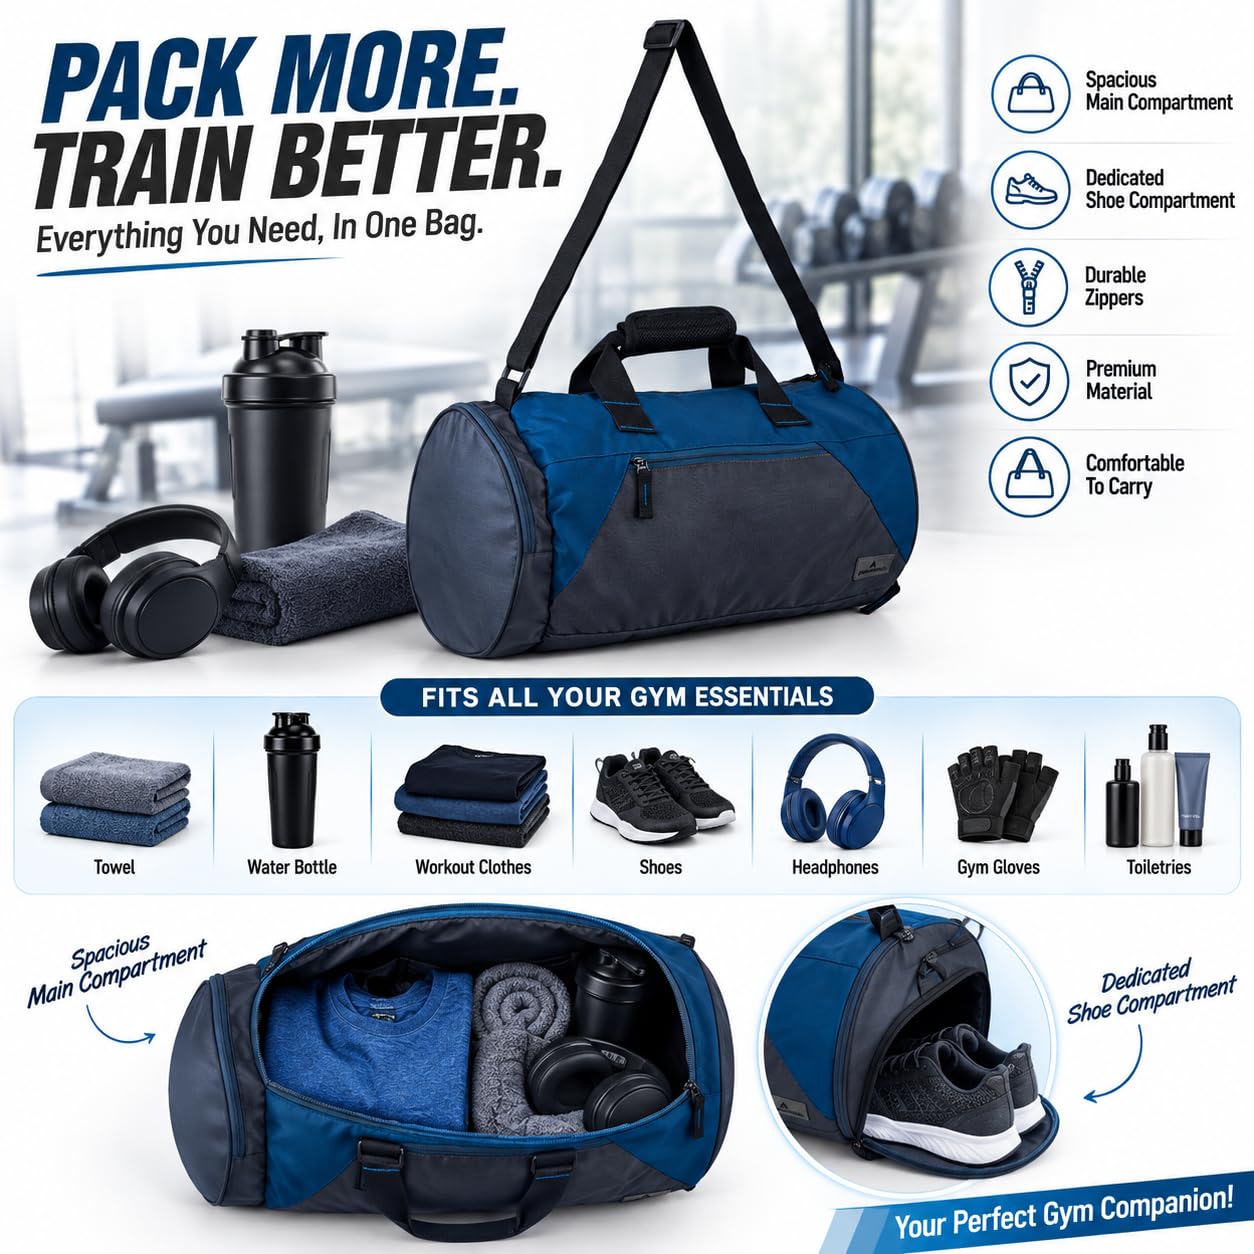 PACK MORE.
TRAIN BETTER.
Everything You Need, In One Bag.
Spacious
Main Compartment
Dedicated
Shoe Compartment
Durable
Zippers
Premium
Material
Comfortable
To Carry
FITS ALL YOUR GYM ESSENTIALS
Towel
Water Bottle
Workout Clothes
Shoes
Headphones
Gym Gloves
Toiletries
Spacious
Main Compartment
Dedicated
Shoe Compartment
Your Perfect Gym Companion!